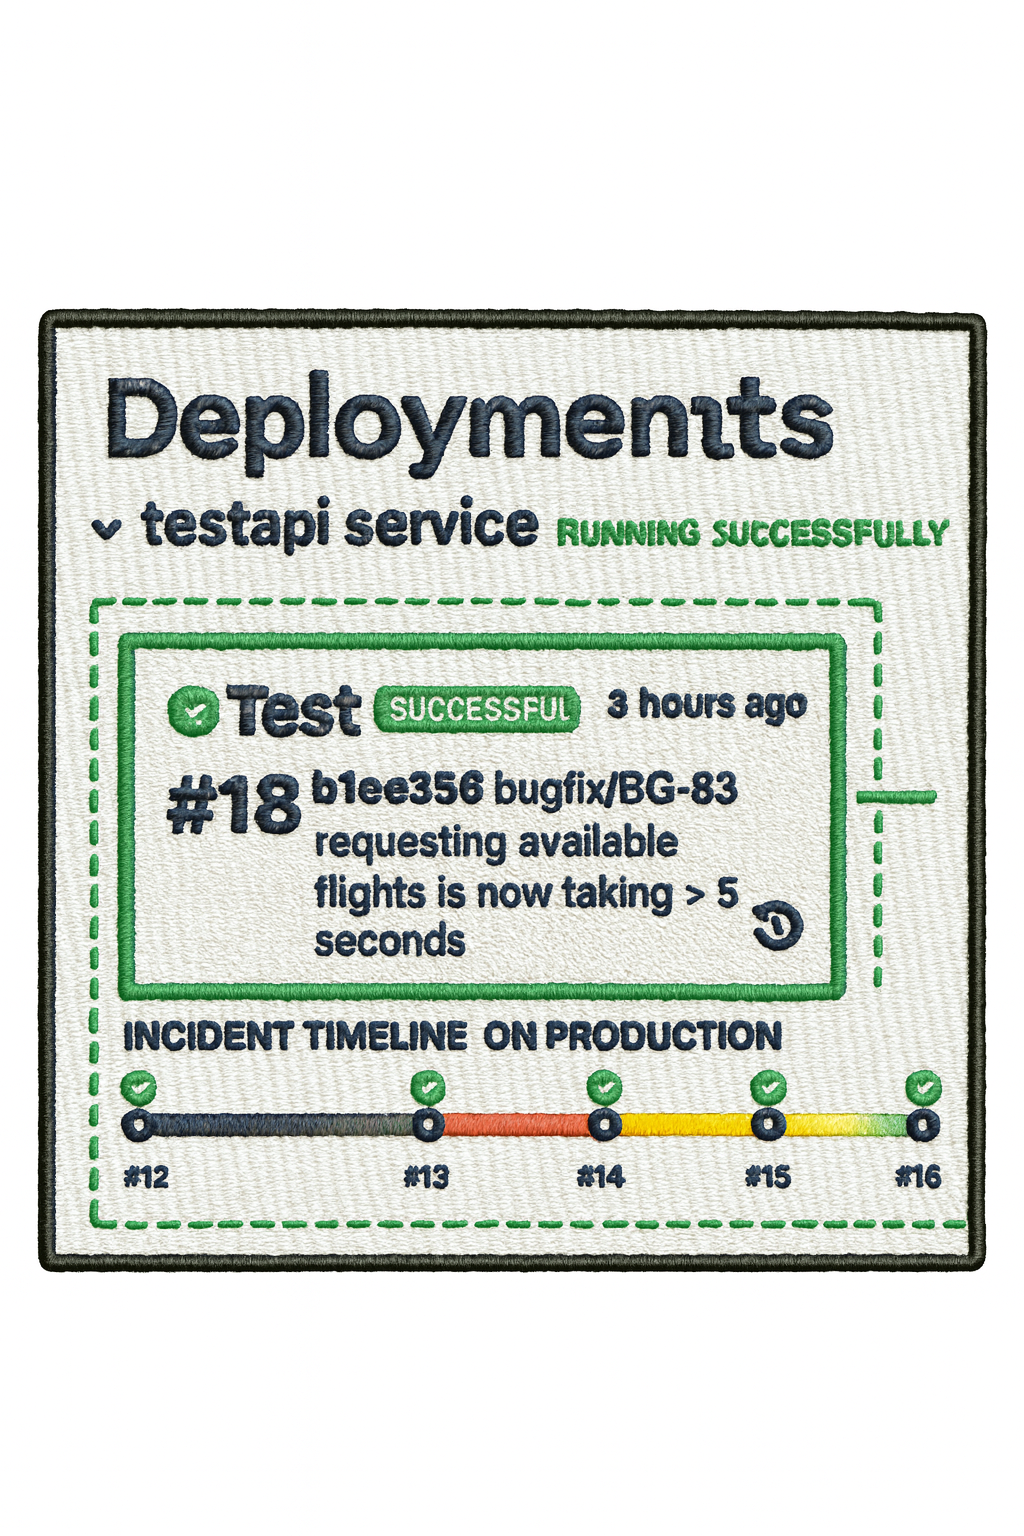 Deploymenıts
testapi service RUNNING SUCCESSFULLY
Test SUCCESSFUL 3 hours ago
#18 b1ee356 bugfix/BG-83
requesting available
flights is now taking > 5
seconds
INCIDENT TIMELINE ON PRODUCTION
#12 #13 #14 #15 #16